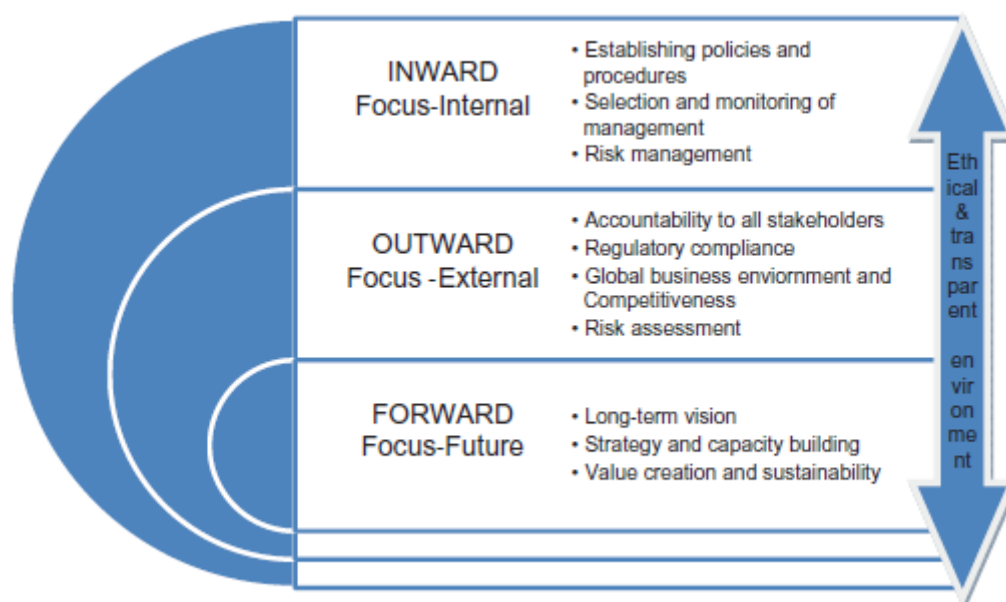 INWARD
Focus-Internal
• Establishing policies and
procedures
• Selection and monitoring of
management
• Risk management
OUTWARD
Focus -External
• Accountability to all stakeholders
• Regulatory compliance
• Global business enviornment and
Competitiveness
• Risk assessment
FORWARD
Focus-Future
• Long-term vision
• Strategy and capacity building
• Value creation and sustainability
Eth
ical
&
tra
ns
par
ent
en
vir
on
me
nt